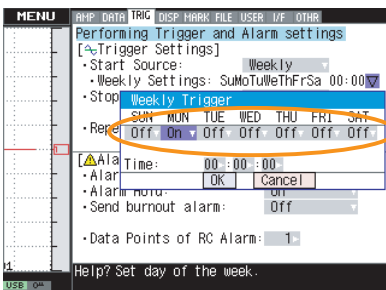 MENU AMP DATA TRIG DISP MARK FILE USER I/F OTHR
Performing Trigger and Alarm settings
[Trigger Settings]
・Start Source: Weekly
・Weekly Settings: SuMoTuWeThFrSa 00:00
・Stop
Weekly Trigger
SUN MON TUE WED THU FRI SAT
Off On Off Off Off Off Off
・Repe
[Ala
Time: 00:00:00
・Alar
OK Cancel
・Alarm Hold: On
・Send burnout alarm: Off
・Data Points of RC Alarm: 1
Help? Set day of the week.
USB